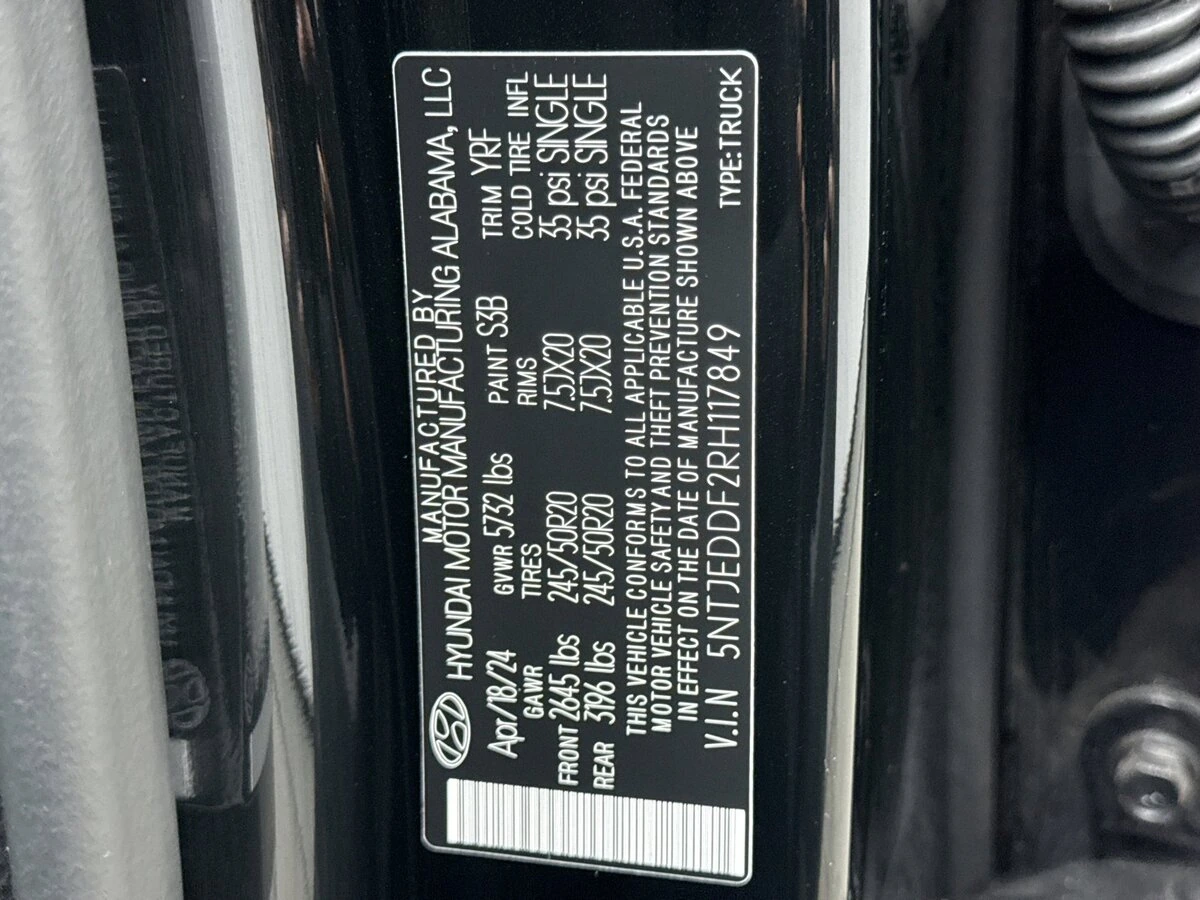 MANUFACTURED BY
HYUNDAI MOTOR MANUFACTURING ALABAMA, LLC
Apr/18/24 GVWR 5732 lbs PAINT S3B TRIM YRF
GAWR TIRES RIMS COLD TIRE INFL
FRONT 2645 lbs 245/50R20 7.5JX20 35 psi SINGLE
REAR 3196 lbs 245/50R20 7.5JX20 35 psi SINGLE
THIS VEHICLE CONFORMS TO ALL APPLICABLE U.S.A. FEDERAL
MOTOR VEHICLE SAFETY AND THEFT PREVENTION STANDARDS
IN EFFECT ON THE DATE OF MANUFACTURE SHOWN ABOVE
V.I.N 5NTJEDDF2RH117849 TYPE:TRUCK